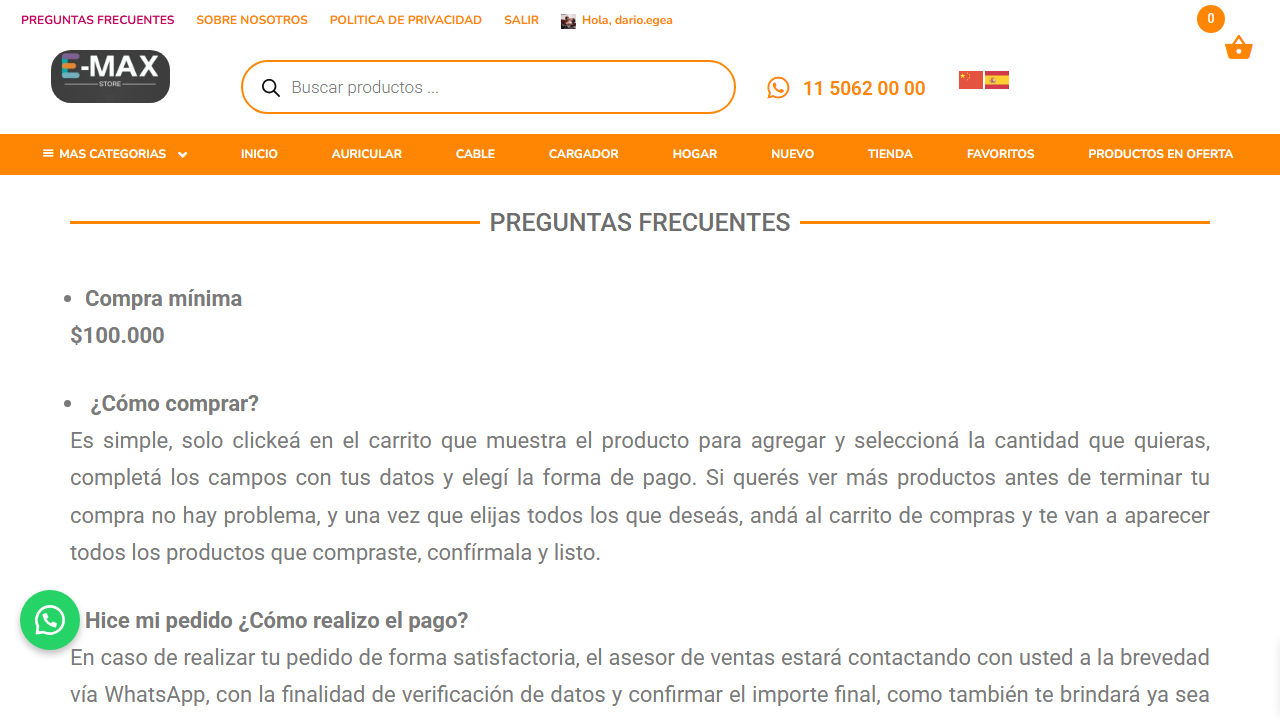 PREGUNTAS FRECUENTES SOBRE NOSOTROS POLITICA DE PRIVACIDAD SALIR Hola, dario.egea
0
E-MAX
STORE
Buscar productos ...
11 5062 00 00
MAS CATEGORIAS INICIO AURICULAR CABLE CARGADOR HOGAR NUEVO TIENDA FAVORITOS PRODUCTOS EN OFERTA
PREGUNTAS FRECUENTES
• Compra mínima
$100.000
• ¿Cómo comprar?
Es simple, solo clickeá en el carrito que muestra el producto para agregar y seleccioná la cantidad que quieras,
completá los campos con tus datos y elegí la forma de pago. Si querés ver más productos antes de terminar tu
compra no hay problema, y una vez que elijas todos los que deseás, andá al carrito de compras y te van a aparecer
todos los productos que compraste, confírmala y listo.
Hice mi pedido ¿Cómo realizo el pago?
En caso de realizar tu pedido de forma satisfactoria, el asesor de ventas estará contactando con usted a la brevedad
vía WhatsApp, con la finalidad de verificación de datos y confirmar el importe final, como también te brindará ya sea